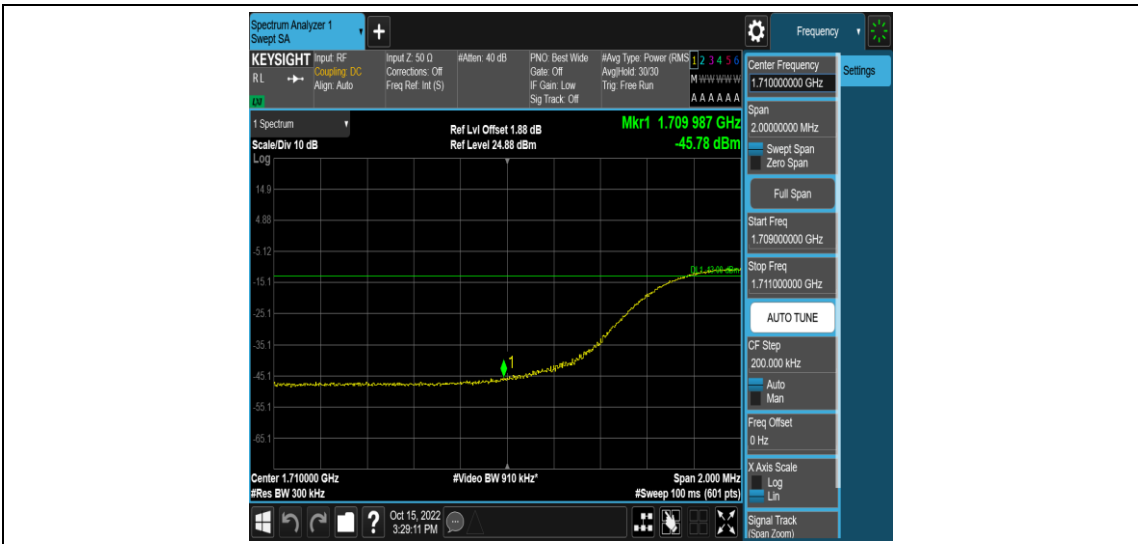 Spectrum Analyzer 1
Swept SA
+
Frequency
KEYSIGHT
RL
LXI
Input: RF
Coupling: DC
Align: Auto
Input Z: 50 Ω
Corrections: Off
Freq Ref: Int (S)
#Atten: 40 dB
PNO: Best Wide
Gate: Off
IF Gain: Low
Sig Track: Off
#Avg Type: Power (RMS
Avg|Hold: 30/30
Trig: Free Run
1 2 3 4 5 6
M W W W W W
A A A A A A
1 Spectrum
Scale/Div 10 dB
Log
Ref Lvl Offset 1.88 dB
Ref Level 24.88 dBm
Mkr1 1.709 987 GHz
-45.78 dBm
14.9
4.88
-5.12
-15.1
-25.1
-35.1
-45.1
-55.1
-65.1
DL1 -13.00 dBm
1
Center 1.710000 GHz
#Res BW 300 kHz
#Video BW 910 kHz*
Span 2.000 MHz
#Sweep 100 ms (601 pts)
?
Oct 15, 2022
3:29:11 PM
Center Frequency
1.710000000 GHz
Settings
Span
2.00000000 MHz
Swept Span
Zero Span
Full Span
Start Freq
1.709000000 GHz
Stop Freq
1.711000000 GHz
AUTO TUNE
CF Step
200.000 kHz
Auto
Man
Freq Offset
0 Hz
X Axis Scale
Log
Lin
Signal Track
(Span Zoom)